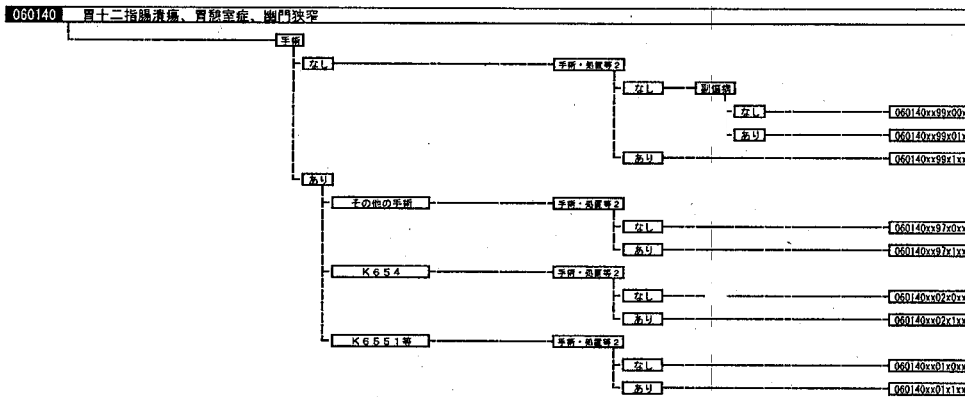 060140 胃十二指腸潰瘍、胃憩室症、幽門狭窄
手術
なし 手術・処置等2
なし 副傷病
なし 060140xx99x00x
あり 060140xx99x01x
あり 060140xx99x1xx
あり
その他の手術 手術・処置等2
なし 060140xx97x0xx
あり 060140xx97x1xx
K654 手術・処置等2
なし 060140xx02x0xx
あり 060140xx02x1xx
K6551等 手術・処置等2
なし 060140xx01x0xx
あり 060140xx01x1xx